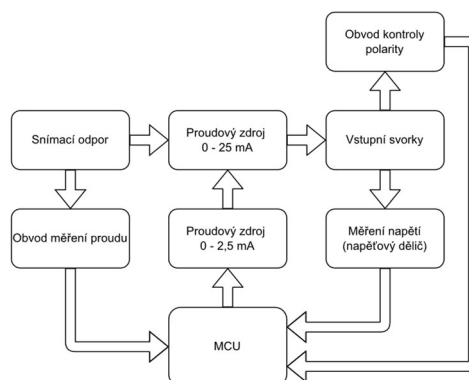 Obvod kontroly
polarity
Snímací odpor
Proudový zdroj
0 - 25 mA
Vstupní svorky
Obvod měření proudu
Proudový zdroj
0 - 2,5 mA
Měření napětí
(napěťový dělič)
MCU